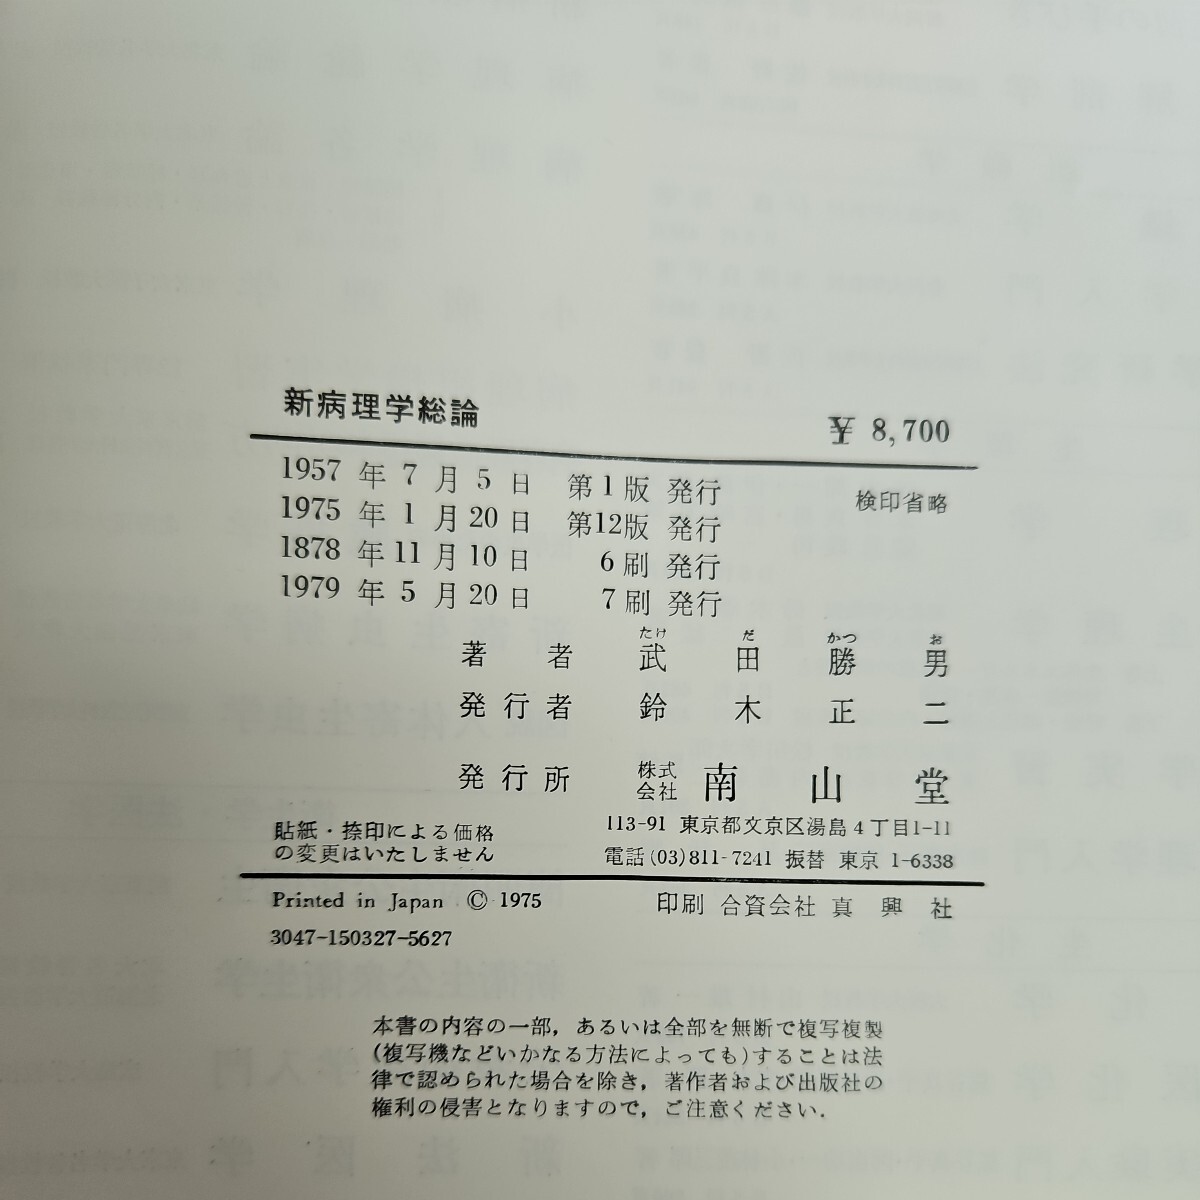 新病理学総論 ¥ 8,700
1957 年 7 月 5 日 第 1 版 発行 検印省略
1975 年 1 月 20 日 第12版 発行
1878 年 11 月 10 日 6 刷 発行
1979 年 5 月 20 日 7 刷 発行
たけ だ かつ お
著者 武田勝男
発行者 鈴木正二
発行所 株式会社 南山堂
113-91 東京都文京区湯島4丁目1-11
電話(03)811-7241 振替 東京 1-6338
貼紙・捺印による価格
の変更はいたしません
Printed in Japan © 1975 印刷 合資会社 真興社
3047-150327-5627
本書の内容の一部，あるいは全部を無断で複写複製
(複写機などいかなる方法によっても)することは法
律で認められた場合を除き，著作者および出版社の
権利の侵害となりますので，ご注意ください．